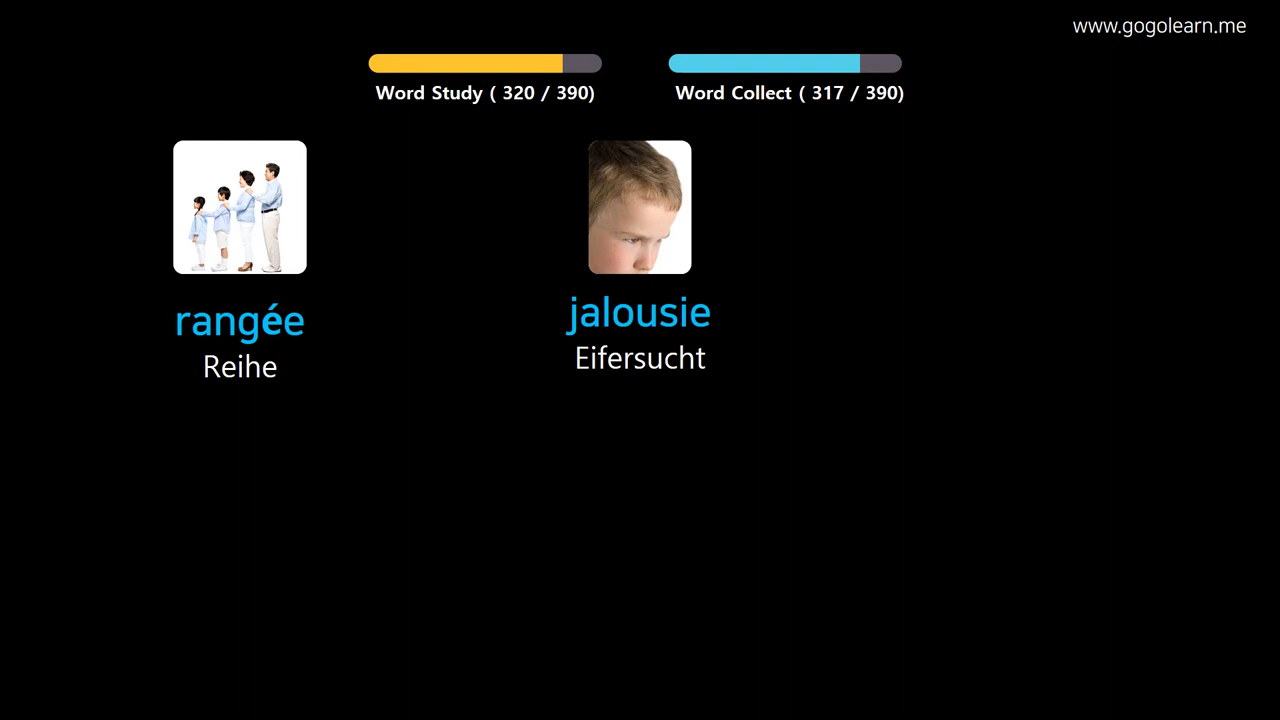 www.gogolearn.me
Word Study ( 320 / 390)
Word Collect ( 317 / 390)
rangée
Reihe
jalousie
Eifersucht